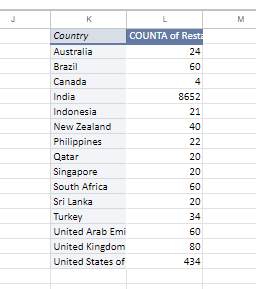 J K L M
Country COUNTA of Resta
Australia 24
Brazil 60
Canada 4
India 8652
Indonesia 21
New Zealand 40
Philippines 22
Qatar 20
Singapore 20
South Africa 60
Sri Lanka 20
Turkey 34
United Arab Emi 60
United Kingdom 80
United States of 434